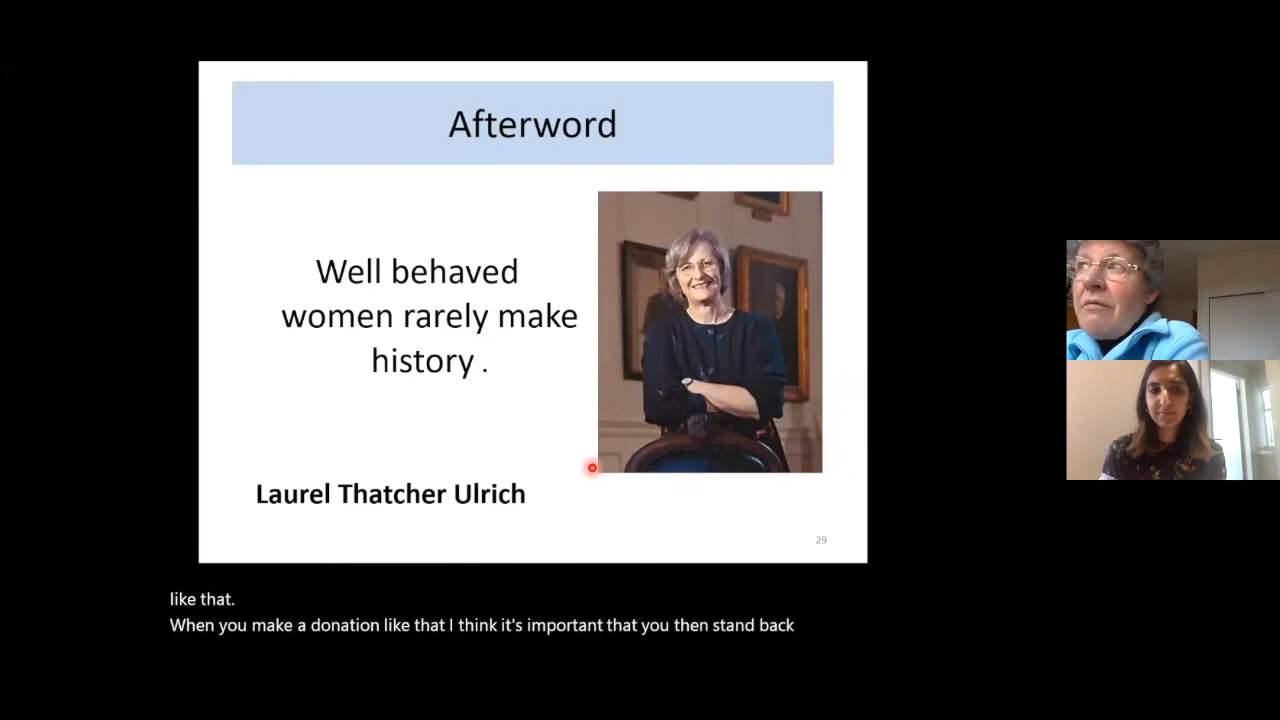 Afterword
Well behaved
women rarely make
history .
Laurel Thatcher Ulrich
29
like that.
When you make a donation like that I think it's important that you then stand back